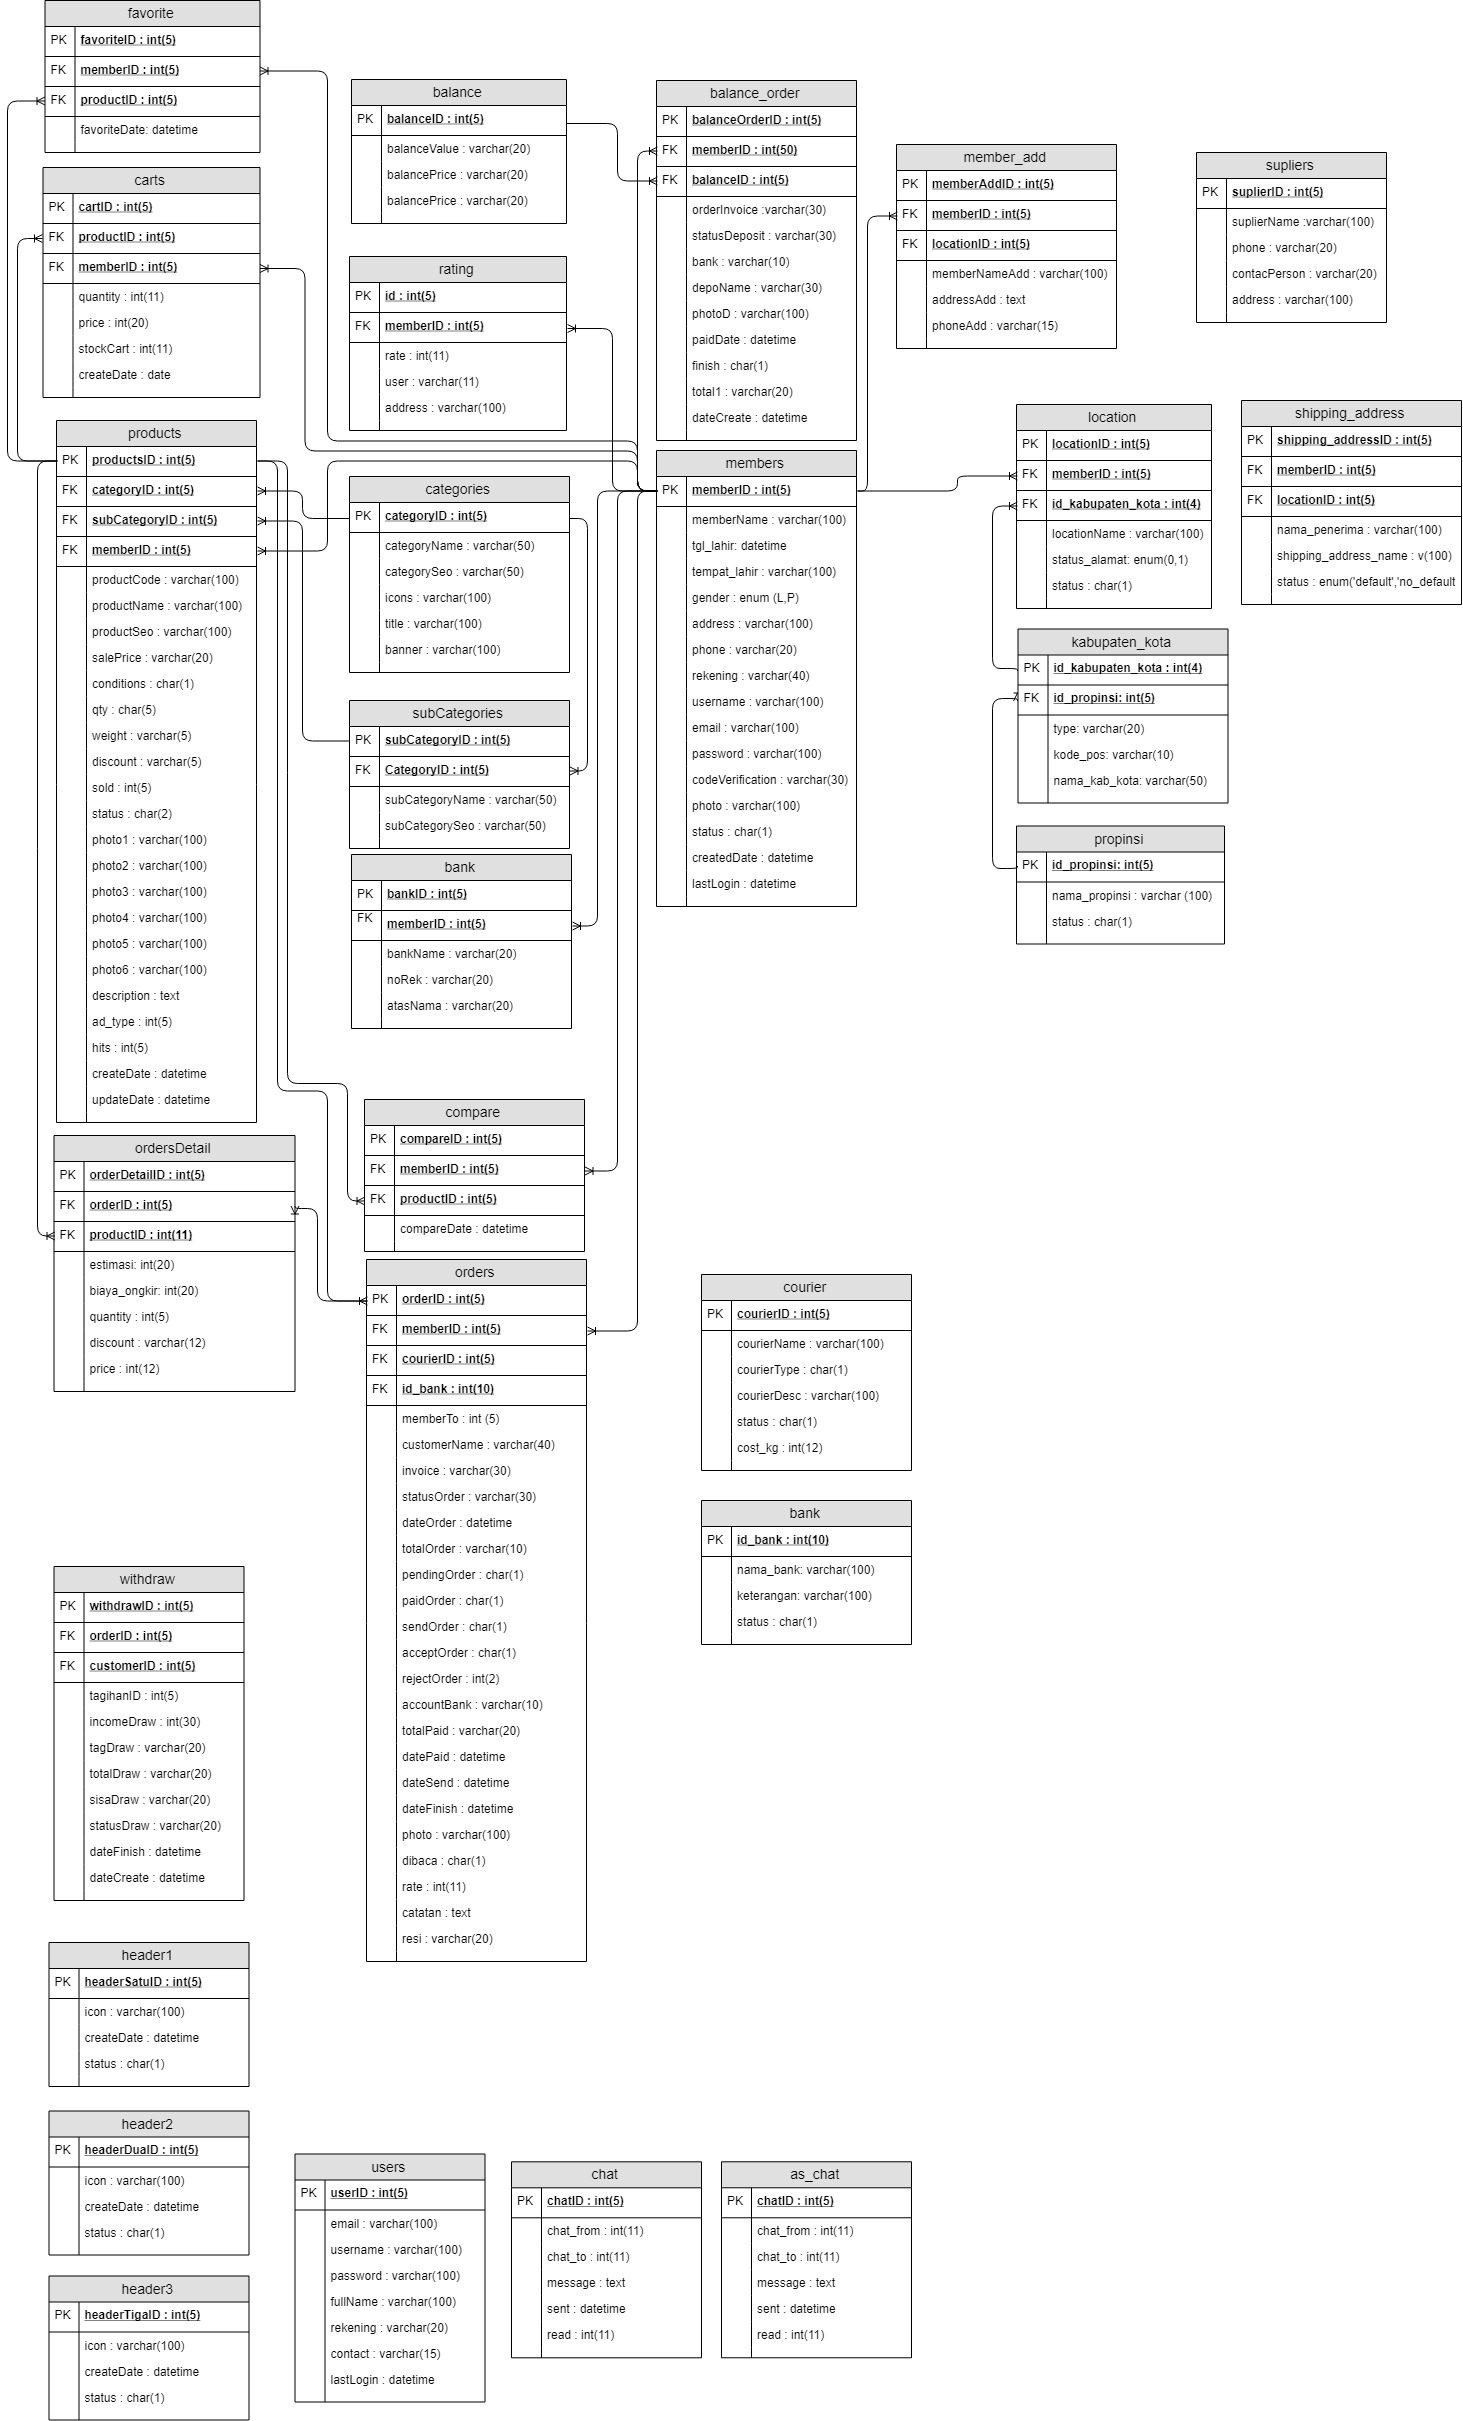 favorite
PK favoriteID : int(5)
FK memberID : int(5)
FK productID : int(5)
favoriteDate: datetime
carts
PK cartID : int(5)
FK productID : int(5)
FK memberID : int(5)
quantity : int(11)
price : int(20)
stockCart : int(11)
createDate : date
products
PK productsID : int(5)
FK categoryID : int(5)
FK subCategoryID : int(5)
FK memberID : int(5)
productCode : varchar(100)
productName : varchar(100)
productSeo : varchar(100)
salePrice : varchar(20)
conditions : char(1)
qty : char(5)
weight : varchar(5)
discount : varchar(5)
sold : int(5)
status : char(2)
photo1 : varchar(100)
photo2 : varchar(100)
photo3 : varchar(100)
photo4 : varchar(100)
photo5 : varchar(100)
photo6 : varchar(100)
description : text
ad_type : int(5)
hits : int(5)
createDate : datetime
updateDate : datetime
ordersDetail
PK orderDetailID : int(5)
FK orderID : int(5)
FK productID : int(11)
estimasi: int(20)
biaya_ongkir: int(20)
quantity : int(5)
discount : varchar(12)
price : int(12)
withdraw
PK withdrawID : int(5)
FK orderID : int(5)
FK customerID : int(5)
tagihanID : int(5)
incomeDraw : int(30)
tagDraw : varchar(20)
totalDraw : varchar(20)
sisaDraw : varchar(20)
statusDraw : varchar(20)
dateFinish : datetime
dateCreate : datetime
header1
PK headerSatuID : int(5)
icon : varchar(100)
createDate : datetime
status : char(1)
header2
PK headerDuaID : int(5)
icon : varchar(100)
createDate : datetime
status : char(1)
header3
PK headerTigaID : int(5)
icon : varchar(100)
createDate : datetime
status : char(1)
balance
PK balanceID : int(5)
balanceValue : varchar(20)
balancePrice : varchar(20)
balancePrice : varchar(20)
rating
PK id : int(5)
FK memberID : int(5)
rate : int(11)
user : varchar(11)
address : varchar(100)
categories
PK categoryID : int(5)
categoryName : varchar(50)
categorySeo : varchar(50)
icons : varchar(100)
title : varchar(100)
banner : varchar(100)
subCategories
PK subCategoryID : int(5)
FK CategoryID : int(5)
subCategoryName : varchar(50)
subCategorySeo : varchar(50)
bank
PK bankID : int(5)
FK memberID : int(5)
bankName : varchar(20)
noRek : varchar(20)
atasNama : varchar(20)
compare
PK compareID : int(5)
FK memberID : int(5)
FK productID : int(5)
compareDate : datetime
orders
PK orderID : int(5)
FK memberID : int(5)
FK courierID : int(5)
FK id_bank : int(10)
memberTo : int (5)
customerName : varchar(40)
invoice : varchar(30)
statusOrder : varchar(30)
dateOrder : datetime
totalOrder : varchar(10)
pendingOrder : char(1)
paidOrder : char(1)
sendOrder : char(1)
acceptOrder : char(1)
rejectOrder : int(2)
accountBank : varchar(10)
totalPaid : varchar(20)
datePaid : datetime
dateSend : datetime
dateFinish : datetime
photo : varchar(100)
dibaca : char(1)
rate : int(11)
catatan : text
resi : varchar(20)
users
PK userID : int(5)
email : varchar(100)
username : varchar(100)
password : varchar(100)
fullName : varchar(100)
rekening : varchar(20)
contact : varchar(15)
lastLogin : datetime
balance_order
PK balanceOrderID : int(5)
FK memberID : int(50)
FK balanceID : int(5)
orderInvoice :varchar(30)
statusDeposit : varchar(30)
bank : varchar(10)
depoName : varchar(30)
photoD : varchar(100)
paidDate : datetime
finish : char(1)
total1 : varchar(20)
dateCreate : datetime
members
PK memberID : int(5)
memberName : varchar(100)
tgl_lahir: datetime
tempat_lahir : varchar(100)
gender : enum (L,P)
address : varchar(100)
phone : varchar(20)
rekening : varchar(40)
username : varchar(100)
email : varchar(100)
password : varchar(100)
codeVerification : varchar(30)
photo : varchar(100)
status : char(1)
createdDate : datetime
lastLogin : datetime
courier
PK courierID : int(5)
courierName : varchar(100)
courierType : char(1)
courierDesc : varchar(100)
status : char(1)
cost_kg : int(12)
bank
PK id_bank : int(10)
nama_bank: varchar(100)
keterangan: varchar(100)
status : char(1)
chat
PK chatID : int(5)
chat_from : int(11)
chat_to : int(11)
message : text
sent : datetime
read : int(11)
as_chat
PK chatID : int(5)
chat_from : int(11)
chat_to : int(11)
message : text
sent : datetime
read : int(11)
member_add
PK memberAddID : int(5)
FK memberID : int(5)
FK locationID : int(5)
memberNameAdd : varchar(100)
addressAdd : text
phoneAdd : varchar(15)
location
PK locationID : int(5)
FK memberID : int(5)
FK id_kabupaten_kota : int(4)
locationName : varchar(100)
status_alamat: enum(0,1)
status : char(1)
kabupaten_kota
PK id_kabupaten_kota : int(4)
FK id_propinsi: int(5)
type: varchar(20)
kode_pos: varchar(10)
nama_kab_kota: varchar(50)
propinsi
PK id_propinsi: int(5)
nama_propinsi : varchar (100)
status : char(1)
supliers
PK suplierID : int(5)
suplierName :varchar(100)
phone : varchar(20)
contacPerson : varchar(20)
address : varchar(100)
shipping_address
PK shipping_addressID : int(5)
FK memberID : int(5)
FK locationID : int(5)
nama_penerima : varchar(100)
shipping_address_name : v(100)
status : enum('default','no_default